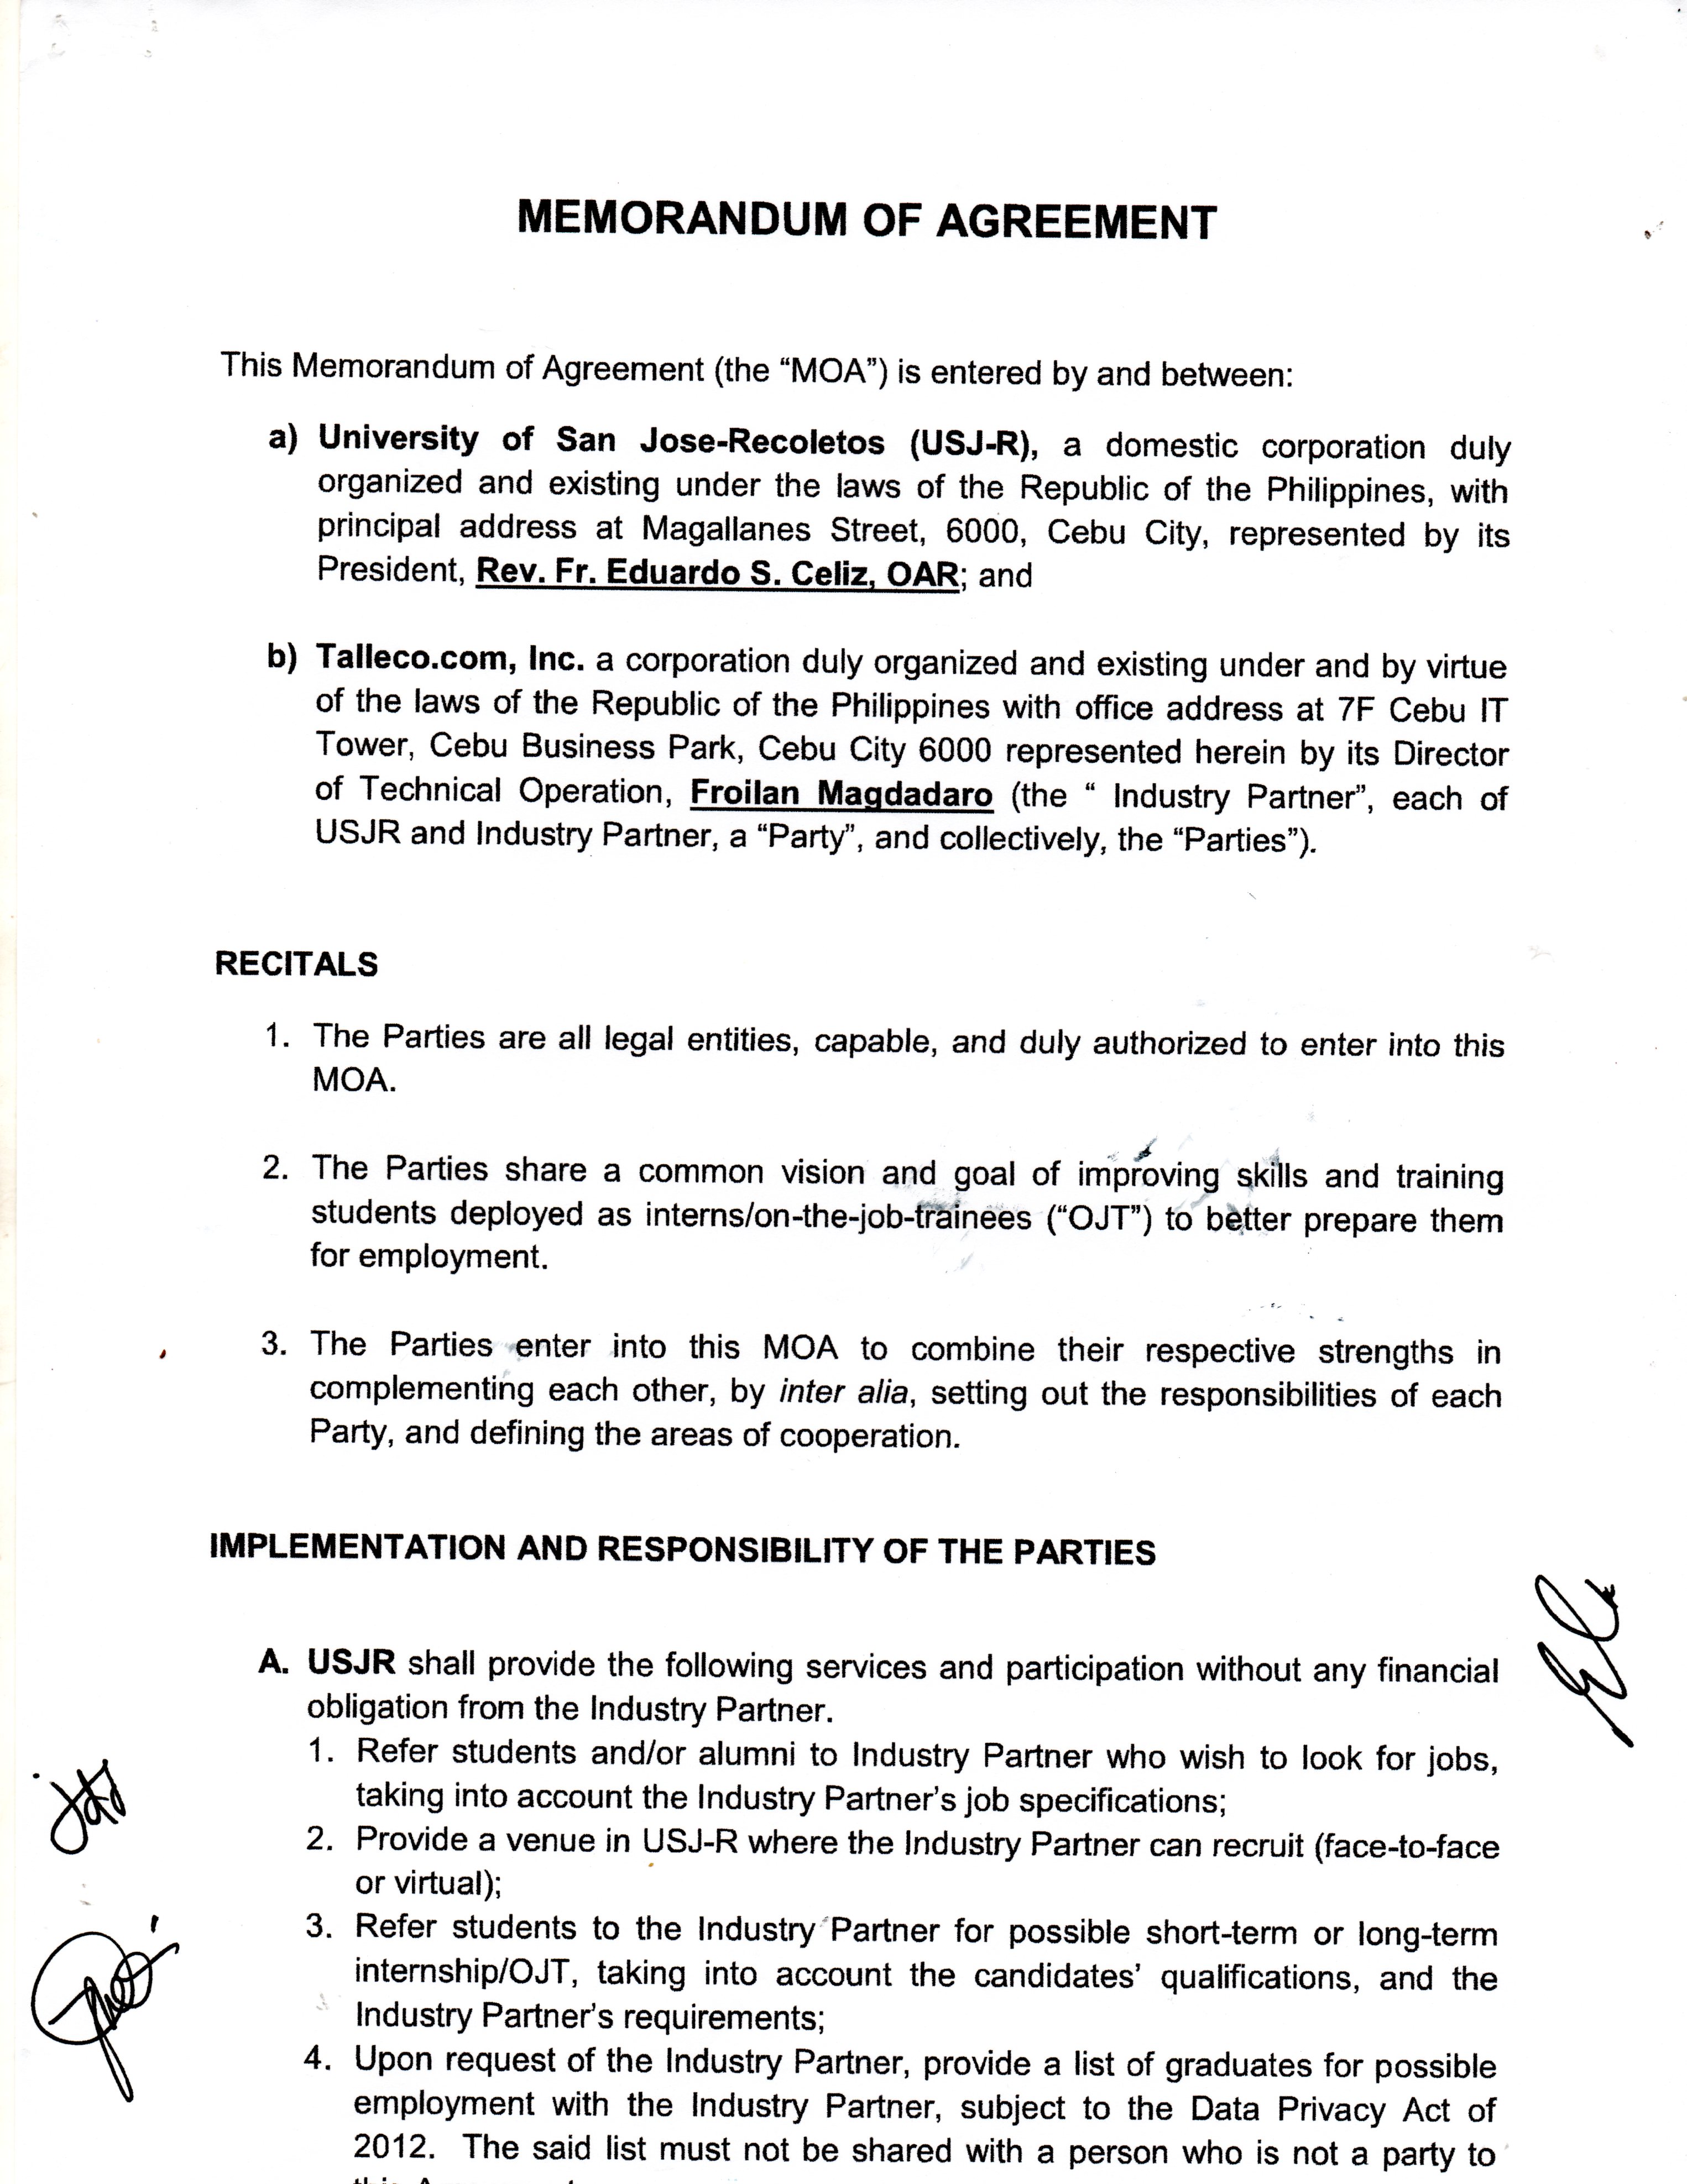 MEMORANDUM OF AGREEMENT
This Memorandum of Agreement (the “MOA”) is entered by and between:
a) University of San Jose-Recoletos (USJ-R), a domestic corporation duly
organized and existing under the laws of the Republic of the Philippines, with
principal address at Magallanes Street, 6000, Cebu City, represented by its
President, Rev. Fr. Eduardo S. Celiz, OAR; and
b) Talleco.com, Inc. a corporation duly organized and existing under and by virtue
of the laws of the Republic of the Philippines with office address at 7F Cebu IT
Tower, Cebu Business Park, Cebu City 6000 represented herein by its Director
of Technical Operation, Froilan Magdadaro (the “ Industry Partner”, each of
USJR and Industry Partner, a “Party”, and collectively, the “Parties”).
RECITALS
1. The Parties are all legal entities, capable, and duly authorized to enter into this
MOA.
2. The Parties share a common vision and goal of improving skills and training
students deployed as interns/on-the-job-trainees (“OJT”) to better prepare them
for employment.
3. The Parties enter into this MOA to combine their respective strengths in
complementing each other, by inter alia, setting out the responsibilities of each
Party, and defining the areas of cooperation.
IMPLEMENTATION AND RESPONSIBILITY OF THE PARTIES
A. USJR shall provide the following services and participation without any financial
obligation from the Industry Partner.
1. Refer students and/or alumni to Industry Partner who wish to look for jobs,
taking into account the Industry Partner’s job specifications;
2. Provide a venue in USJ-R where the Industry Partner can recruit (face-to-face
or virtual);
3. Refer students to the Industry Partner for possible short-term or long-term
internship/OJT, taking into account the candidates’ qualifications, and the
Industry Partner’s requirements;
4. Upon request of the Industry Partner, provide a list of graduates for possible
employment with the Industry Partner, subject to the Data Privacy Act of
2012. The said list must not be shared with a person who is not a party to